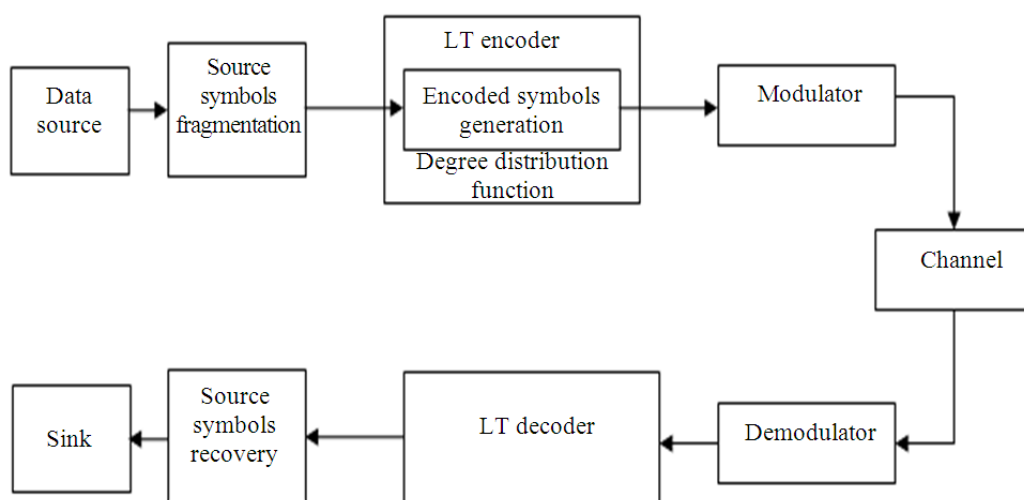 Data
source
Source
symbols
fragmentation
LT encoder
Encoded symbols
generation
Degree distribution
function
Modulator
Channel
Demodulator
LT decoder
Source
symbols
recovery
Sink